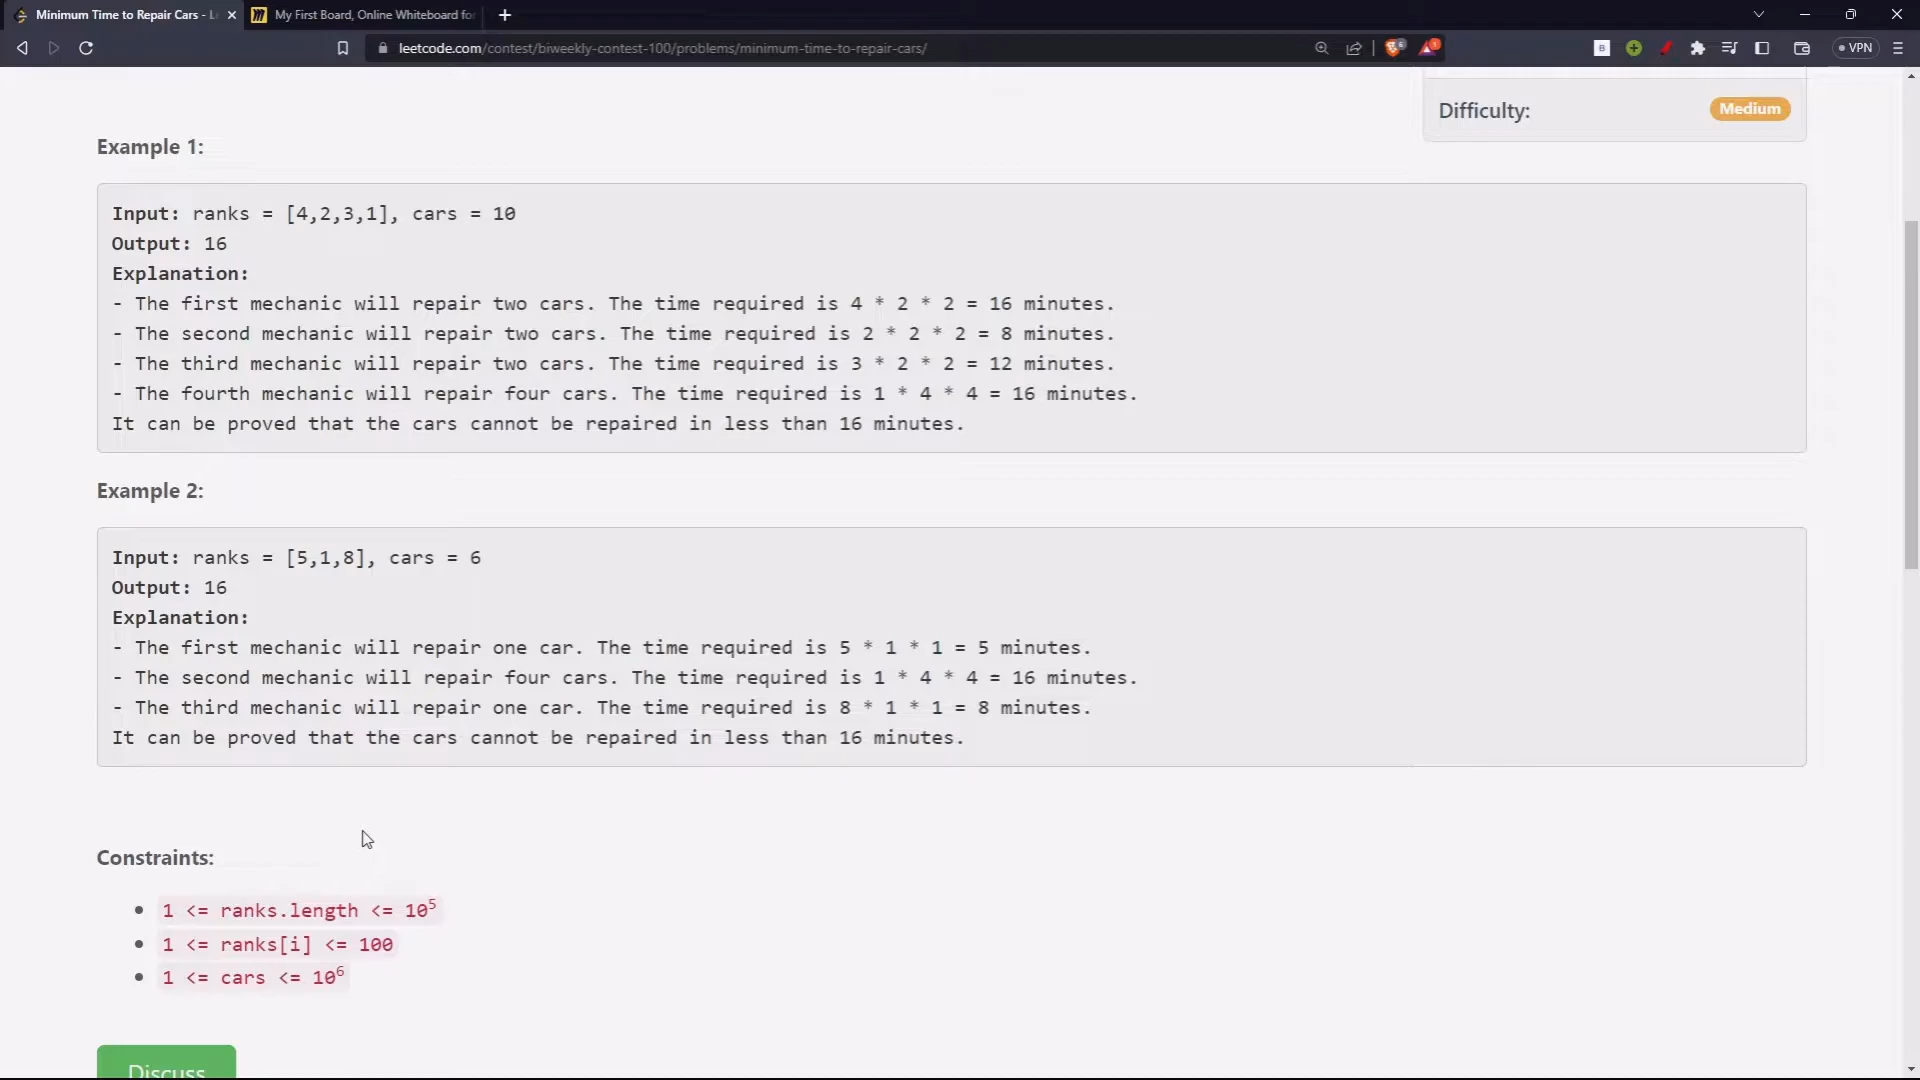 Minimum Time to Repair Cars - L
My First Board, Online Whiteboard for
leetcode.com/contest/biweekly-contest-100/problems/minimum-time-to-repair-cars/
VPN
Difficulty:
Medium
Example 1:
Input: ranks = [4,2,3,1], cars = 10
Output: 16
Explanation:
- The first mechanic will repair two cars. The time required is 4 * 2 * 2 = 16 minutes.
- The second mechanic will repair two cars. The time required is 2 * 2 * 2 = 8 minutes.
- The third mechanic will repair two cars. The time required is 3 * 2 * 2 = 12 minutes.
- The fourth mechanic will repair four cars. The time required is 1 * 4 * 4 = 16 minutes.
It can be proved that the cars cannot be repaired in less than 16 minutes.
Example 2:
Input: ranks = [5,1,8], cars = 6
Output: 16
Explanation:
- The first mechanic will repair one car. The time required is 5 * 1 * 1 = 5 minutes.
- The second mechanic will repair four cars. The time required is 1 * 4 * 4 = 16 minutes.
- The third mechanic will repair one car. The time required is 8 * 1 * 1 = 8 minutes.
It can be proved that the cars cannot be repaired in less than 16 minutes.
Constraints:
• 1 <= ranks.length <= 10⁵
• 1 <= ranks[i] <= 100
• 1 <= cars <= 10⁶
Discuss